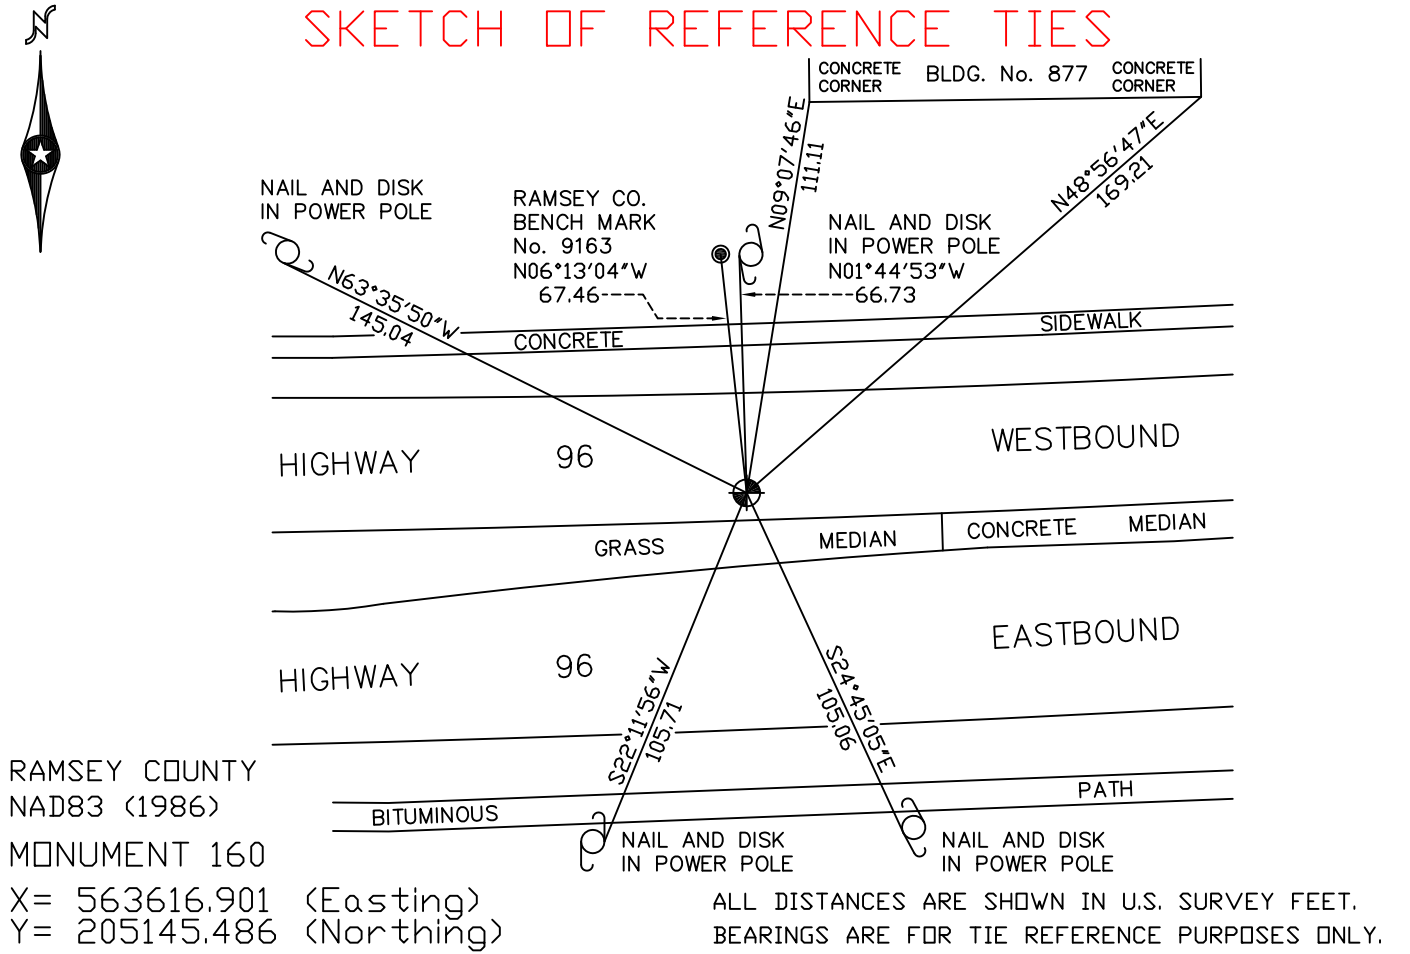 N
SKETCH OF REFERENCE TIES
CONCRETE
CORNER
BLDG. No. 877
CONCRETE
CORNER
N09°07'46"E
111.11
N48°56'47"E
169.21
NAIL AND DISK
IN POWER POLE
N63°35'50"W
145.04
RAMSEY CO.
BENCH MARK
No. 9163
N06°13'04"W
67.46
NAIL AND DISK
IN POWER POLE
N01°44'53"W
66.73
CONCRETE SIDEWALK
HIGHWAY 96 WESTBOUND
GRASS MEDIAN CONCRETE MEDIAN
HIGHWAY 96 EASTBOUND
S22°11'56"W
105.71
S24°45'05"E
105.06
BITUMINOUS PATH
NAIL AND DISK
IN POWER POLE
NAIL AND DISK
IN POWER POLE
RAMSEY COUNTY
NAD83 (1986)
MONUMENT 160
X= 563616.901 (Easting)
Y= 205145.486 (Northing)
ALL DISTANCES ARE SHOWN IN U.S. SURVEY FEET.
BEARINGS ARE FOR TIE REFERENCE PURPOSES ONLY.